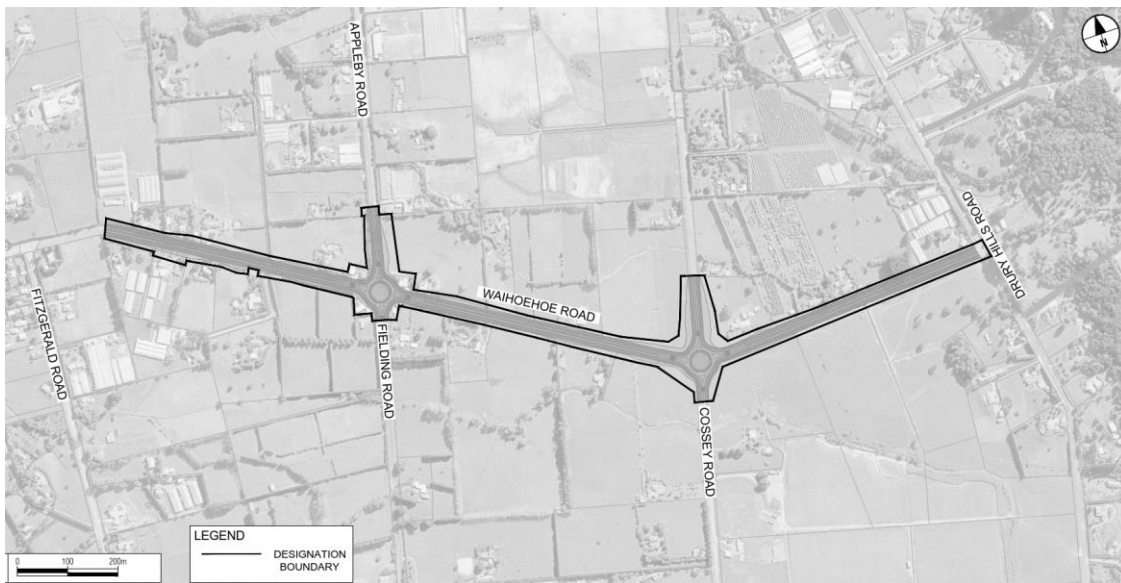 APPLEBY ROAD
N
DRURY HILLS ROAD
WAIHOEHOE ROAD
FITZGERALD ROAD
FIELDING ROAD
COSSEY ROAD
LEGEND
DESIGNATION
BOUNDARY
0 100 200m